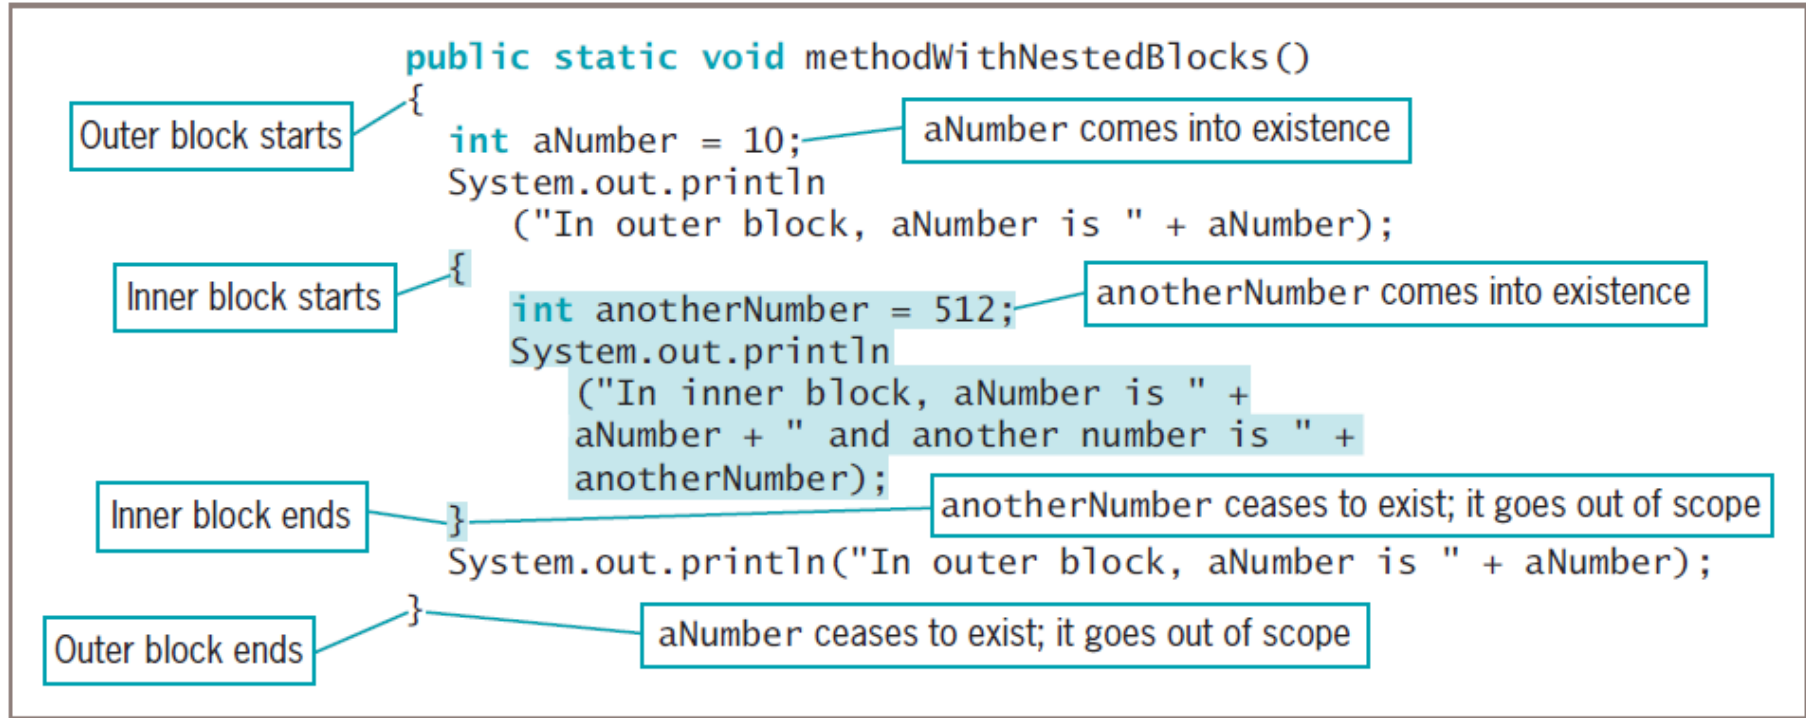 public static void methodWithNestedBlocks()
{
Outer block starts
int aNumber = 10;
aNumber comes into existence
System.out.println
("In outer block, aNumber is " + aNumber);
{
Inner block starts
int anotherNumber = 512;
anotherNumber comes into existence
System.out.println
("In inner block, aNumber is " +
aNumber + " and another number is " +
anotherNumber);
Inner block ends
}
anotherNumber ceases to exist; it goes out of scope
System.out.println("In outer block, aNumber is " + aNumber);
}
Outer block ends
aNumber ceases to exist; it goes out of scope